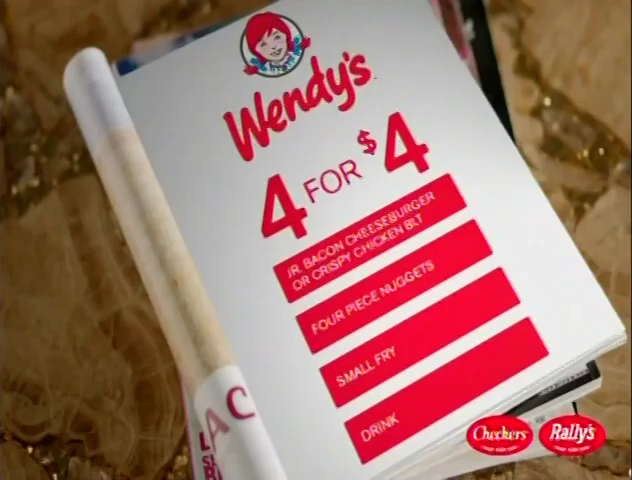 Wendy's
4 FOR $4
JR. BACON CHEESEBURGER
OR CRISPY CHICKEN BLT
FOUR PIECE NUGGETS
SMALL FRY
DRINK
AC
Checkers
Rally's